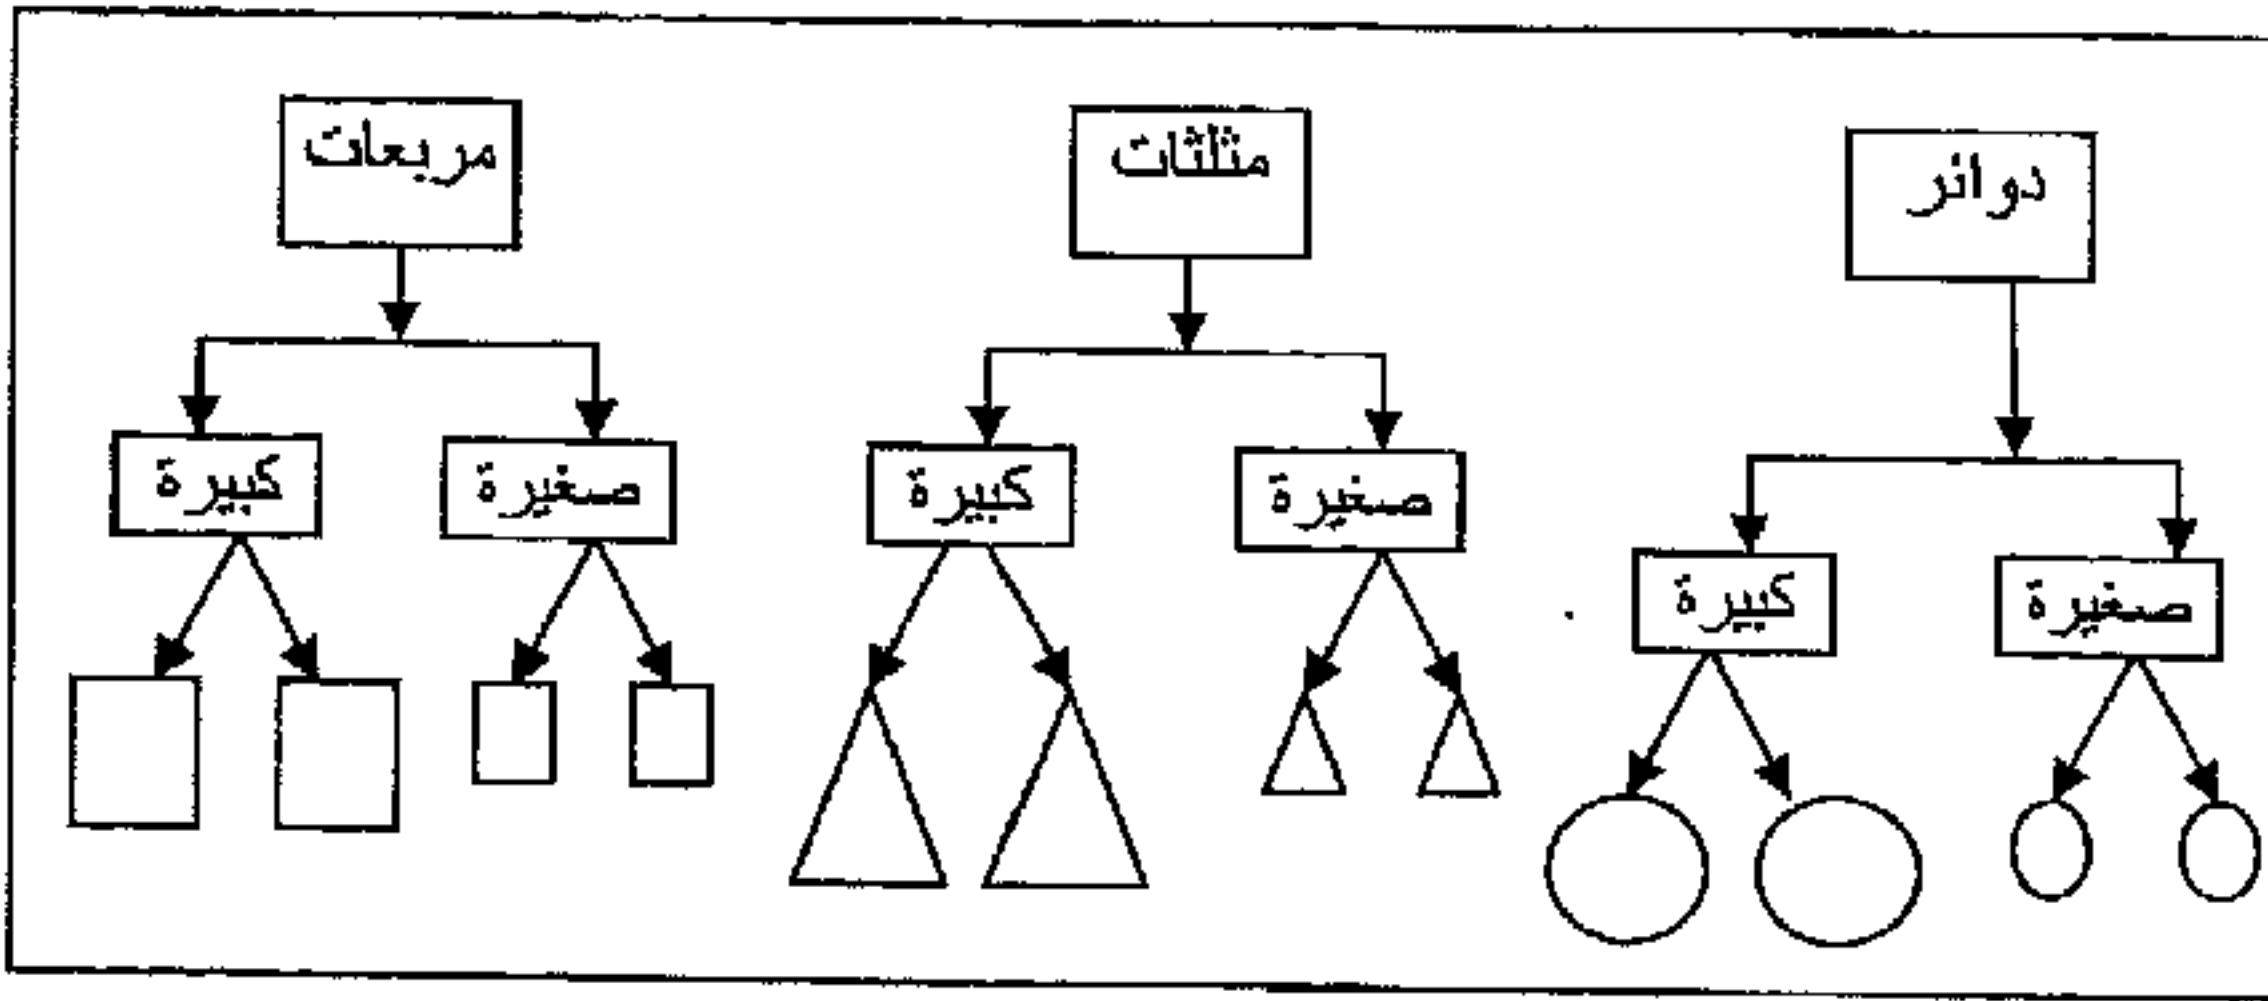 دوائر
مثلثات
مربعات
صغيرة
كبيرة
صغيرة
كبيرة
صغيرة
كبيرة